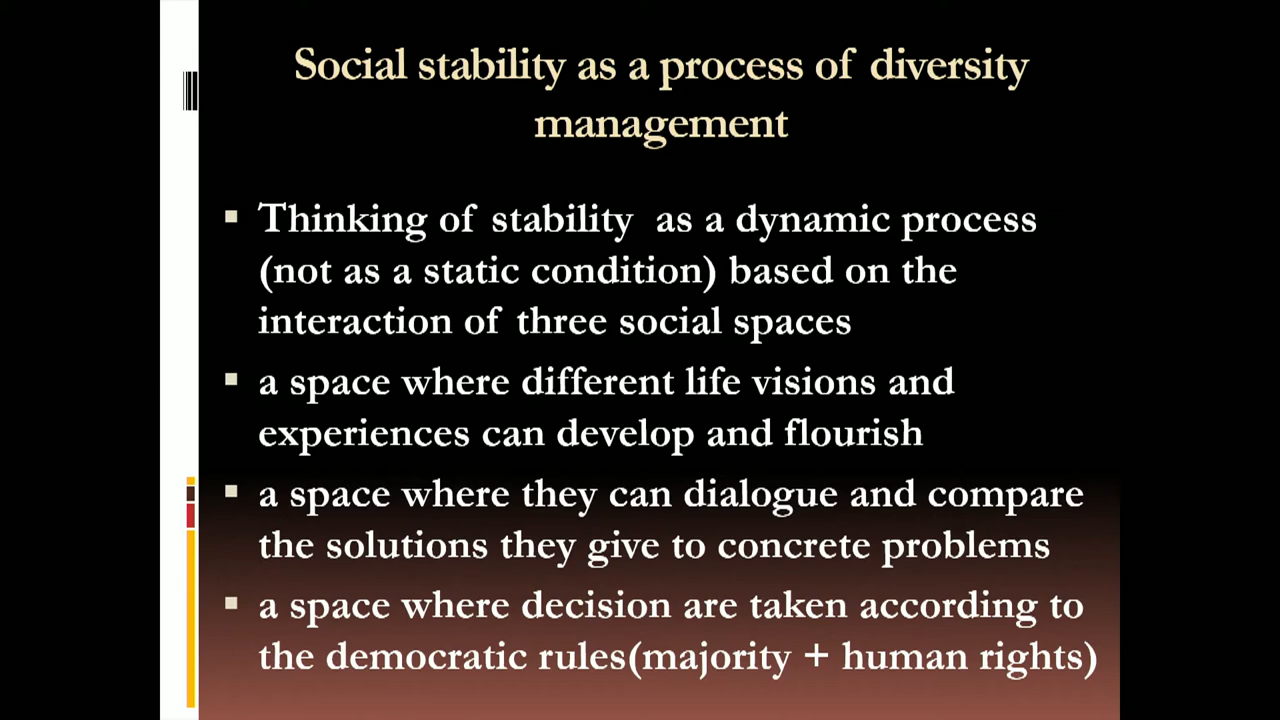 Social stability as a process of diversity
management
▪ Thinking of stability as a dynamic process
(not as a static condition) based on the
interaction of three social spaces
▪ a space where different life visions and
experiences can develop and flourish
▪ a space where they can dialogue and compare
the solutions they give to concrete problems
▪ a space where decision are taken according to
the democratic rules(majority + human rights)